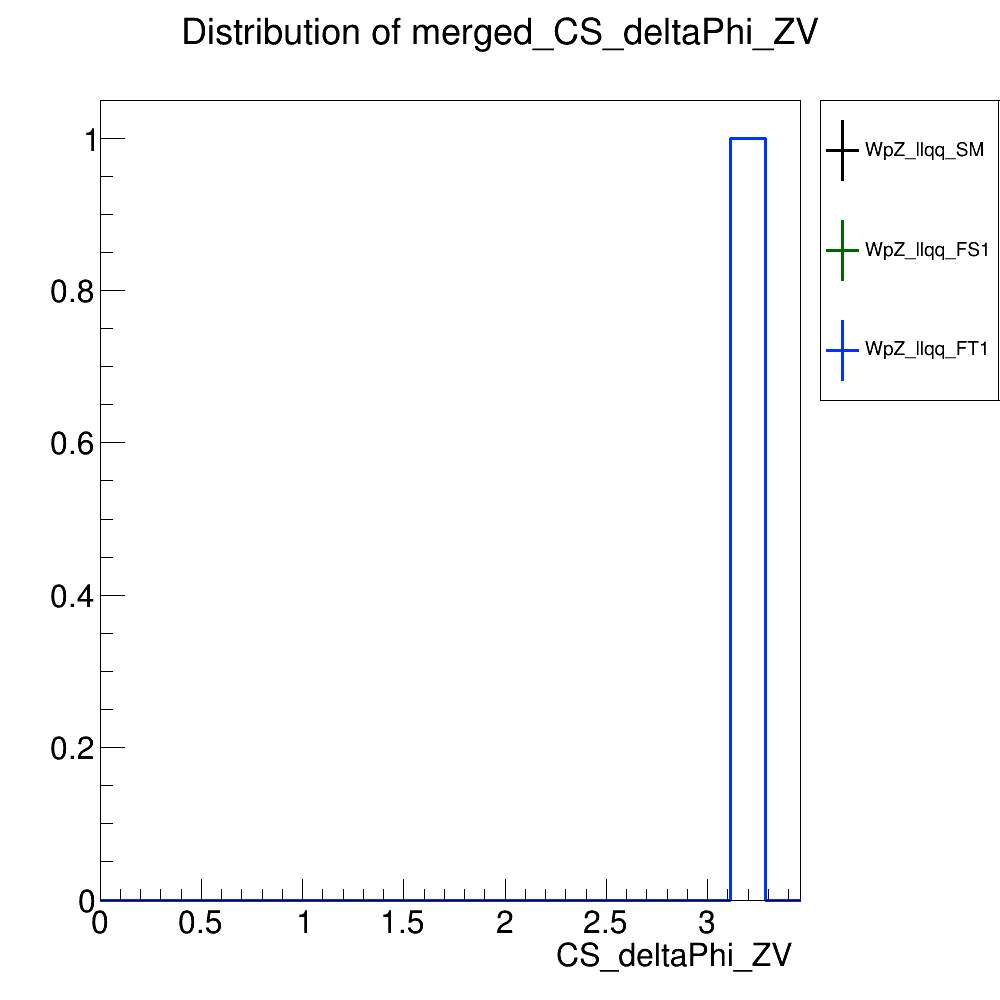 Distribution of merged_CS_deltaPhi_ZV
1
0.8
0.6
0.4
0.2
0
0 0.5 1 1.5 2 2.5 3
CS_deltaPhi_ZV
WpZ_llqq_SM
WpZ_llqq_FS1
WpZ_llqq_FT1